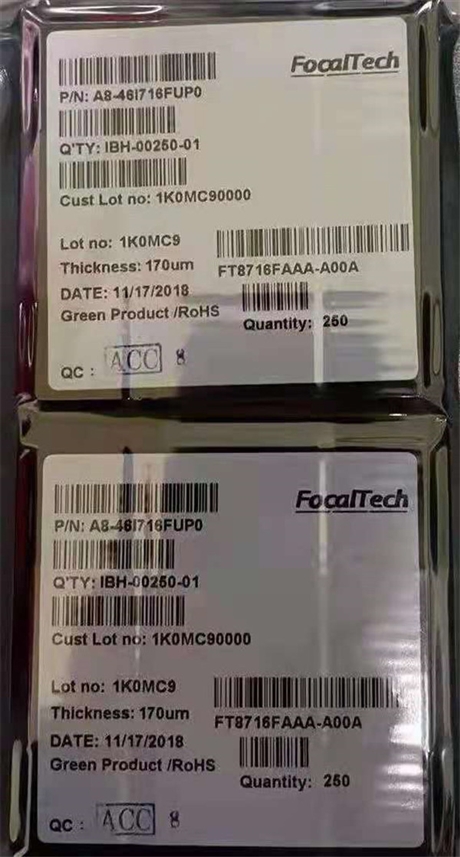 FocalTech
P/N: A8-46I716FUP0
Q'TY: IBH-00250-01
Cust Lot no: 1K0MC90000
Lot no: 1K0MC9
Thickness: 170um FT8716FAAA-A00A
DATE: 11/17/2018
Green Product /RoHS Quantity: 250
QC : ACC 8
FocalTech
P/N: A8-46I716FUP0
Q'TY: IBH-00250-01
Cust Lot no: 1K0MC90000
Lot no: 1K0MC9
Thickness: 170um FT8716FAAA-A00A
DATE: 11/17/2018
Green Product /RoHS
Quantity: 250
QC : ACC 8